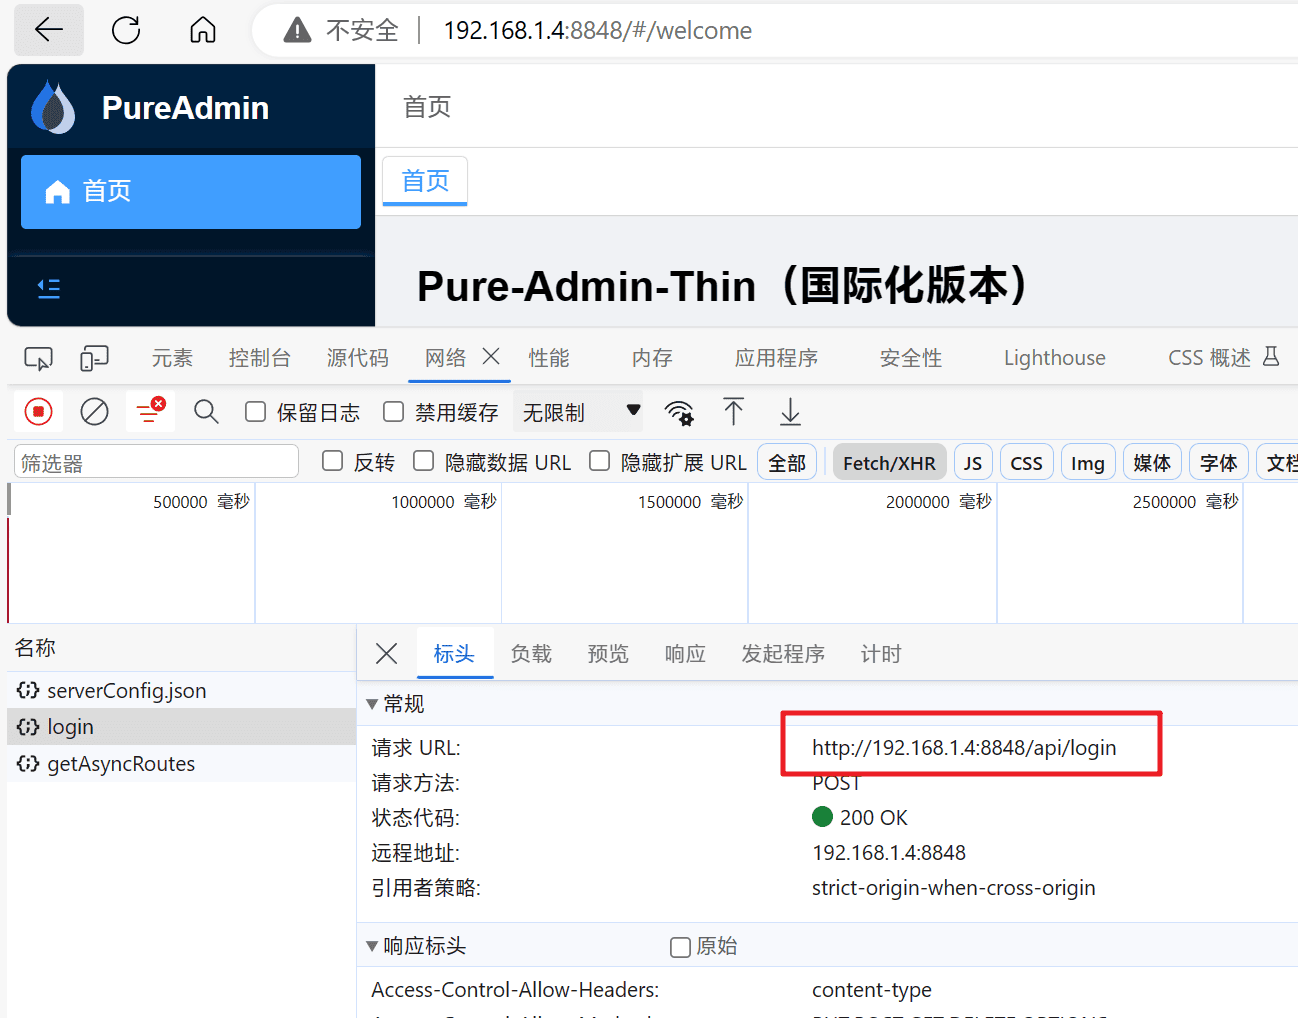 不安全 192.168.1.4:8848/#/welcome
PureAdmin
首页
首页
首页
Pure-Admin-Thin（国际化版本）
元素 控制台 源代码 网络 性能 内存 应用程序 安全性 Lighthouse CSS 概述
保留日志 禁用缓存 无限制
筛选器 反转 隐藏数据 URL 隐藏扩展 URL 全部 Fetch/XHR JS CSS Img 媒体 字体 文档
500000 毫秒 1000000 毫秒 1500000 毫秒 2000000 毫秒 2500000 毫秒
名称
serverConfig.json
login
getAsyncRoutes
标头 负载 预览 响应 发起程序 计时
常规
请求 URL: http://192.168.1.4:8848/api/login
请求方法: POST
状态代码: 200 OK
远程地址: 192.168.1.4:8848
引用者策略: strict-origin-when-cross-origin
响应标头 原始
Access-Control-Allow-Headers: content-type